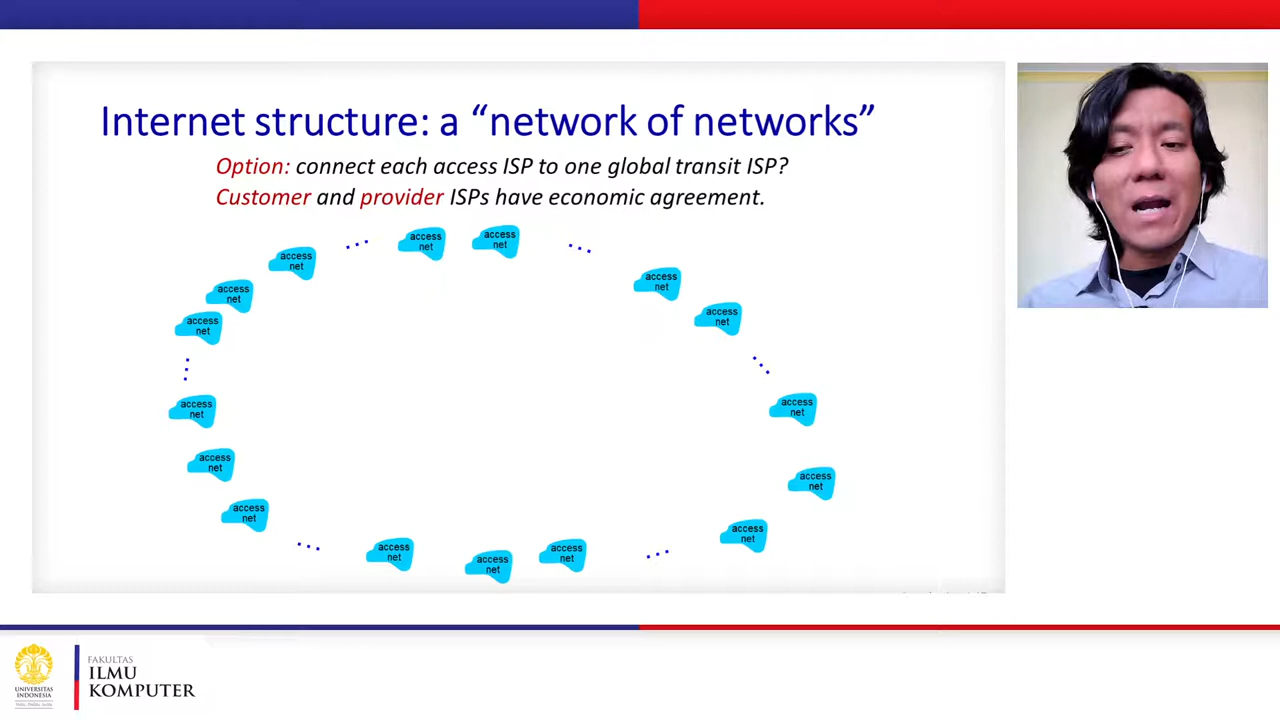 Internet structure: a “network of networks”
Option: connect each access ISP to one global transit ISP?
Customer and provider ISPs have economic agreement.
access
net
access
net
access
net
access
net
access
net
access
net
access
net
access
net
access
net
access
net
access
net
access
net
access
net
access
net
access
net
access
net
access
net
FAKULTAS
ILMU
KOMPUTER
UNIVERSITAS
INDONESIA